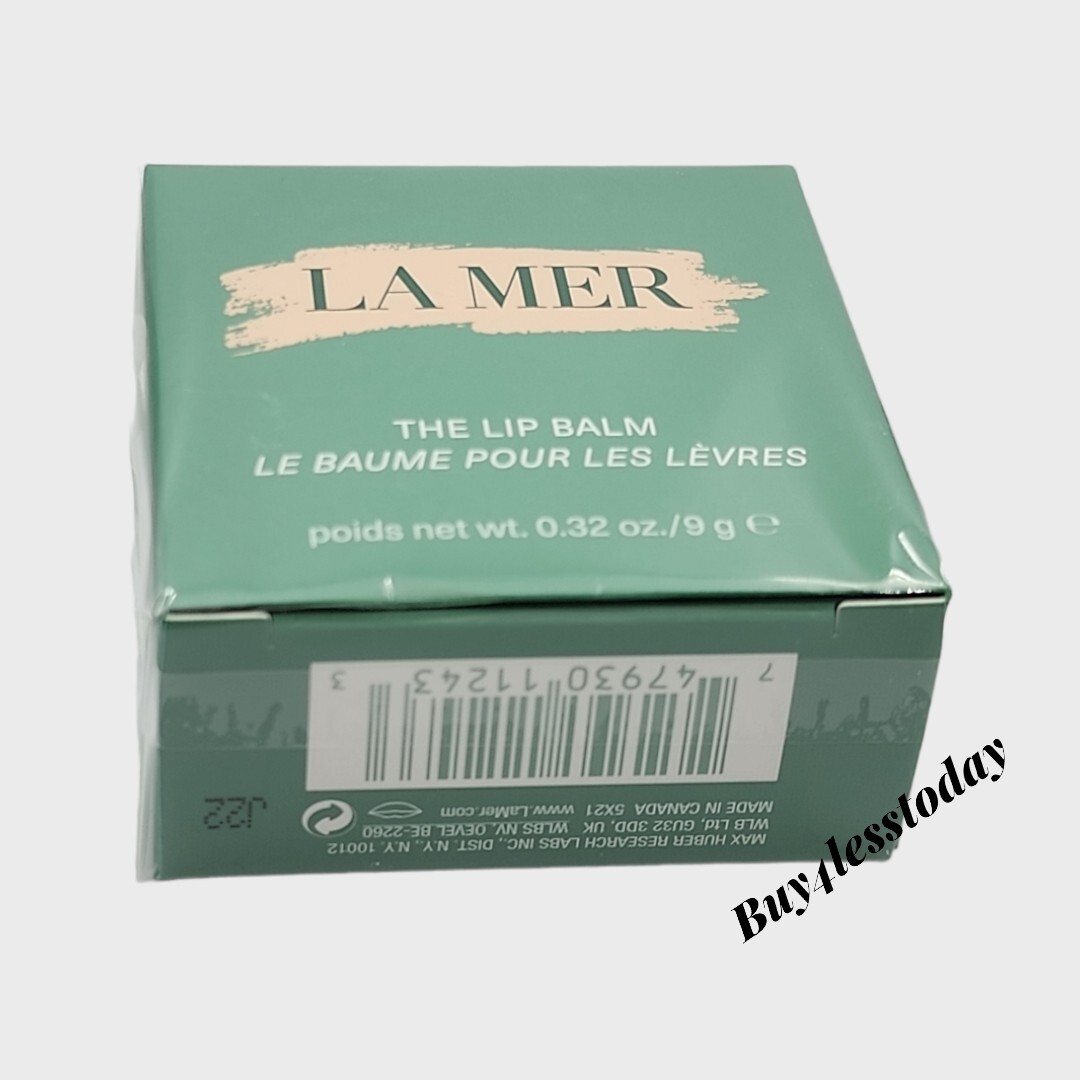 LA MER
THE LIP BALM
LE BAUME POUR LES LÈVRES
poids net wt. 0.32 oz./9 g ℮
7 47930 11243 3
MADE IN CANADA 5X21 www.LaMer.com
WLB Ltd, GU32 3DD, UK WLBS NV, OEVEL BE-2260
MAX HUBER RESEARCH LABS INC., DIST. N.Y., N.Y. 10012
J22
Buy4lesstoday